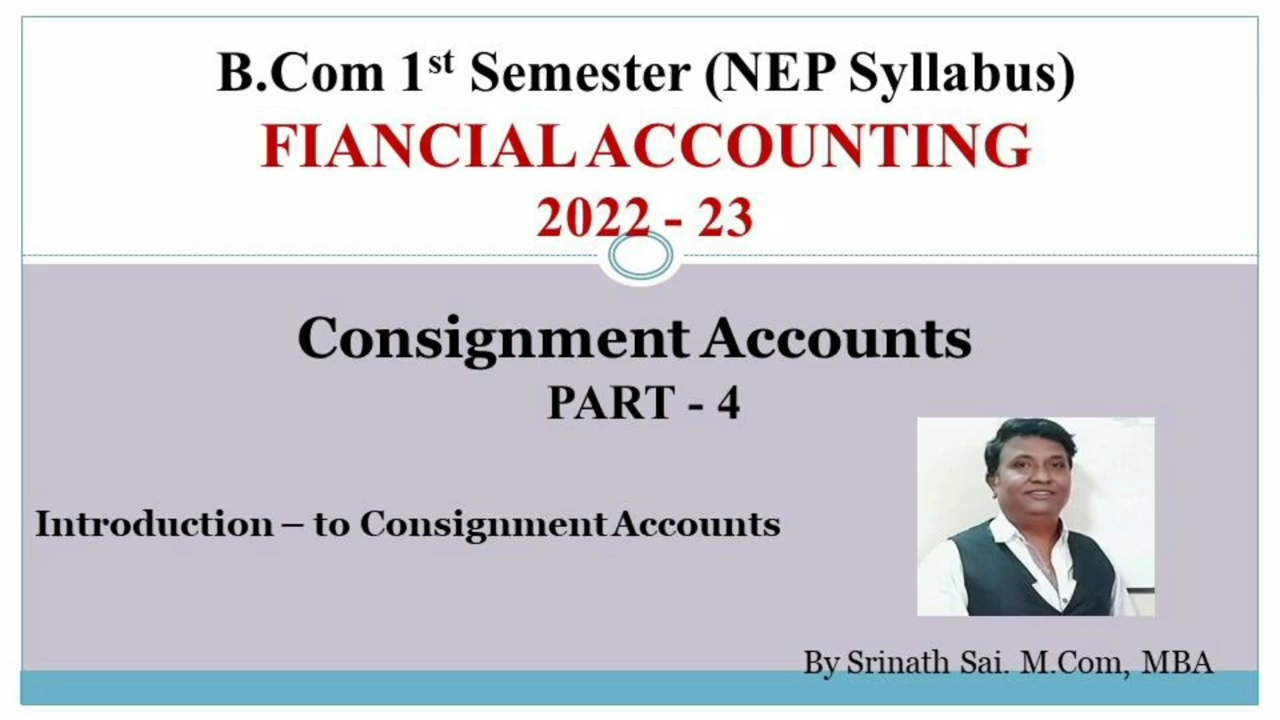 B.Com 1st Semester (NEP Syllabus)
FIANCIAL ACCOUNTING
2022 - 23
Consignment Accounts
PART - 4
Introduction – to Consignment Accounts
By Srinath Sai. M.Com, MBA